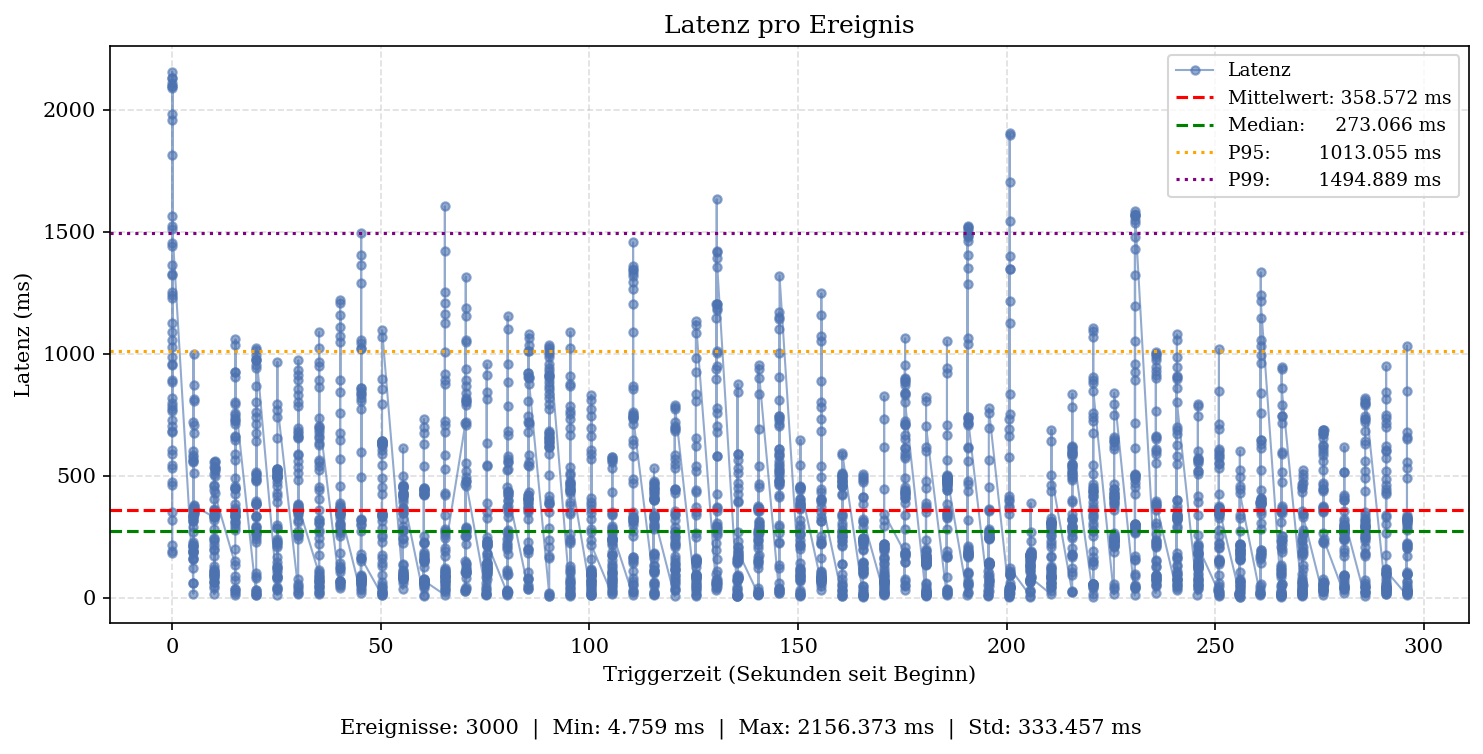 Latenz pro Ereignis
Latenz (ms)
2000
1500
1000
500
0
Latenz
Mittelwert: 358.572 ms
Median: 273.066 ms
P95: 1013.055 ms
P99: 1494.889 ms
0 50 100 150 200 250 300
Triggerzeit (Sekunden seit Beginn)
Ereignisse: 3000 | Min: 4.759 ms | Max: 2156.373 ms | Std: 333.457 ms